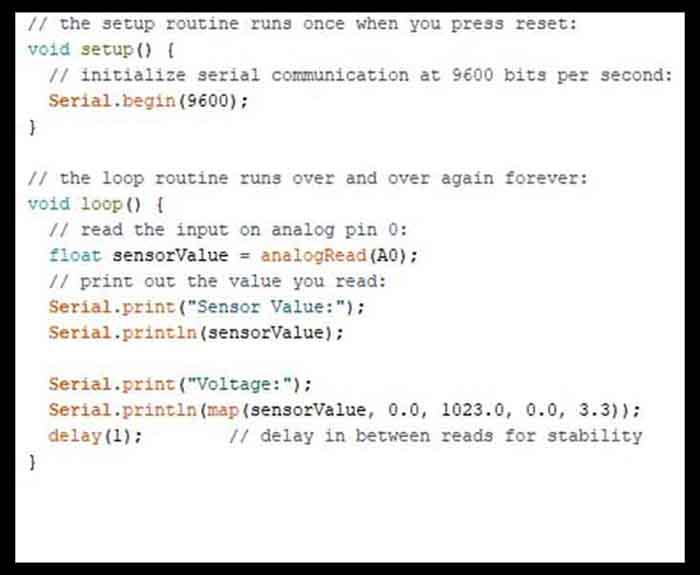 // the setup routine runs once when you press reset:
void setup() {
// initialize serial communication at 9600 bits per second:
Serial.begin(9600);
}
// the loop routine runs over and over again forever:
void loop() {
// read the input on analog pin 0:
float sensorValue = analogRead(A0);
// print out the value you read:
Serial.print("Sensor Value:");
Serial.println(sensorValue);
Serial.print("Voltage:");
Serial.println(map(sensorValue, 0.0, 1023.0, 0.0, 3.3));
delay(1); // delay in between reads for stability
}